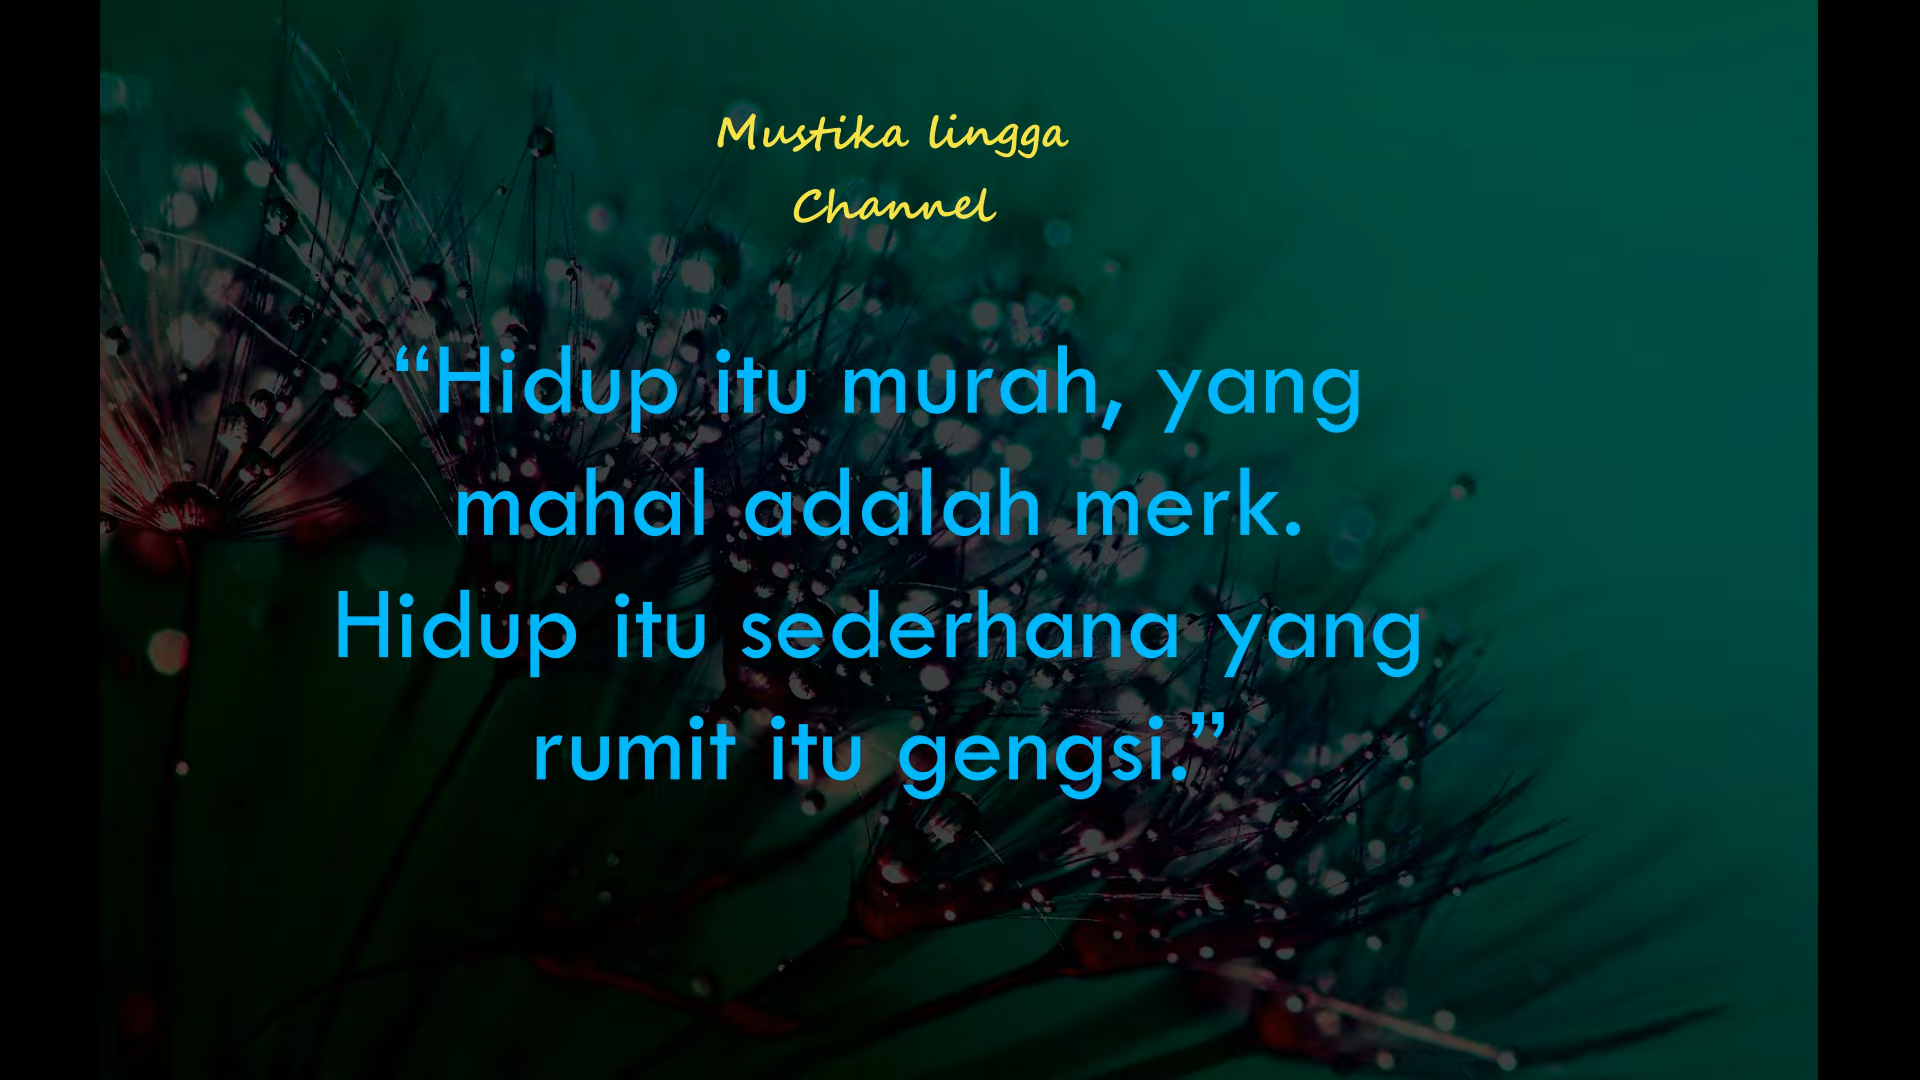 Mustika lingga
Channel
“Hidup itu murah, yang
mahal adalah merk.
Hidup itu sederhana yang
rumit itu gengsi.”